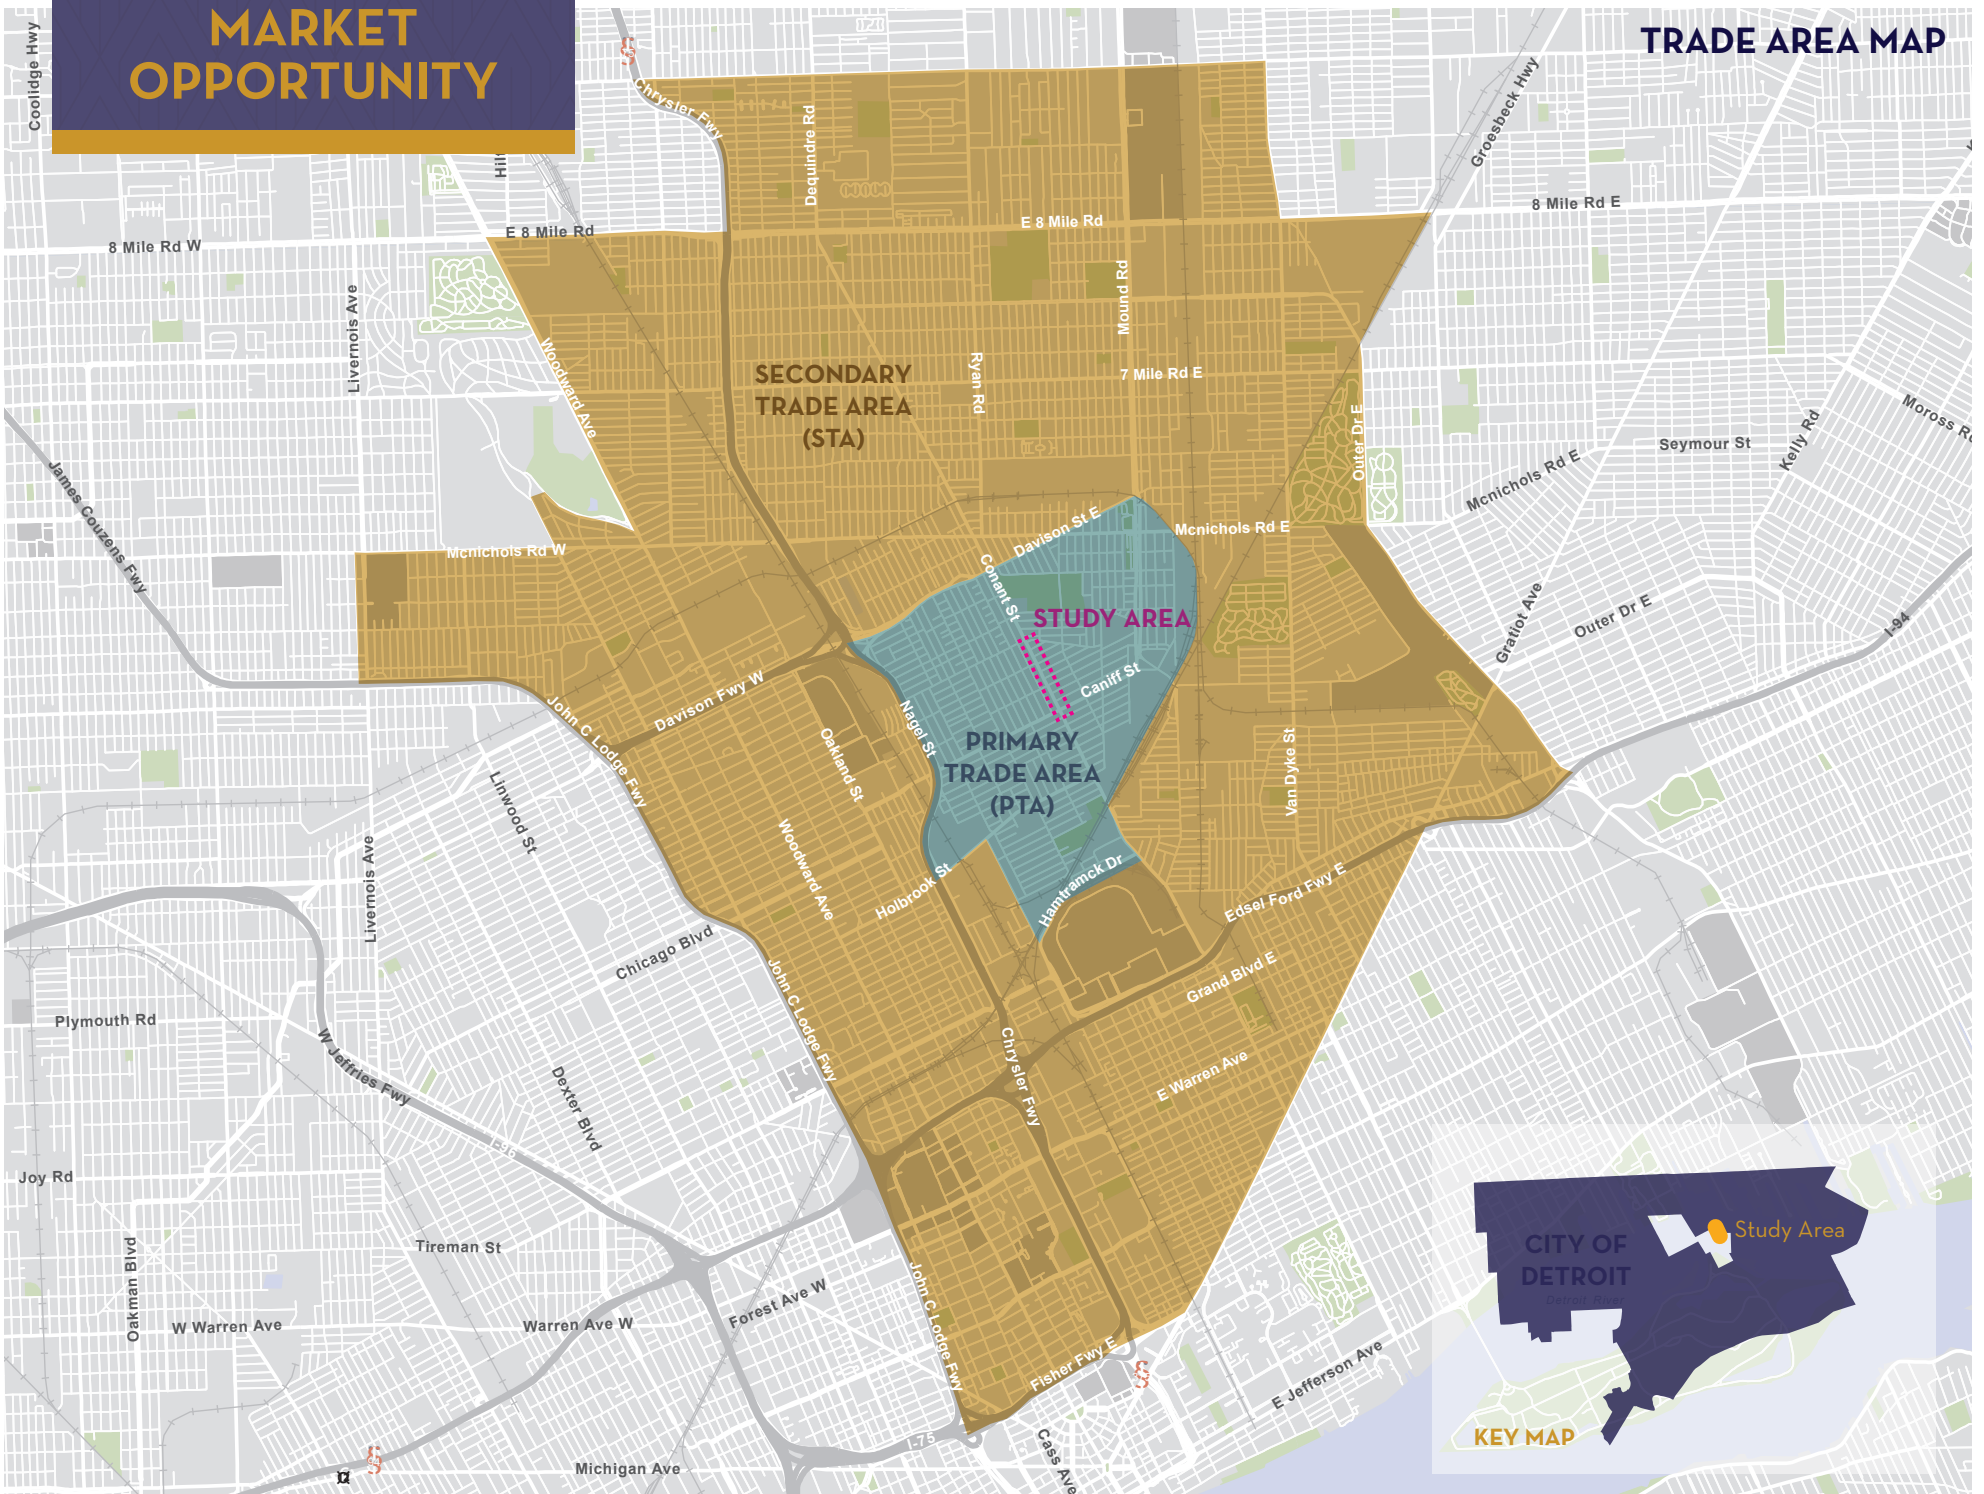 MARKET
OPPORTUNITY
TRADE AREA MAP
Coolidge Hwy
Chrysler Fwy
Dequindre Rd
Groesbeck Hwy
8 Mile Rd W
E 8 Mile Rd
E 8 Mile Rd
8 Mile Rd E
Livernois Ave
Woodward Ave
Mound Rd
Ryan Rd
7 Mile Rd E
SECONDARY
TRADE AREA
(STA)
Outer Dr E
Seymour St
Kelly Rd
Mcnichols Rd E
James Couzens Fwy
Mcnichols Rd W
Davison St E
Mcnichols Rd E
Conant St
STUDY AREA
Gratiot Ave
Outer Dr E
I-94
Caniff St
Davison Fwy W
John C Lodge Fwy
Nagel St
Oakland St
PRIMARY
TRADE AREA
(PTA)
Van Dyke St
Linwood St
Livernois Ave
Woodward Ave
Holbrook St
Hamtramck Dr
Edsel Ford Fwy E
Chicago Blvd
Grand Blvd E
John C Lodge Fwy
Plymouth Rd
W Jeffries Fwy
Chrysler Fwy
E Warren Ave
Dexter Blvd
I-96
Joy Rd
Tireman St
Oakman Blvd
W Warren Ave
Warren Ave W
Forest Ave W
John C Lodge Fwy
Fisher Fwy E
E Jefferson Ave
I-75
Cass Ave
Michigan Ave
Study Area
CITY OF
DETROIT
Detroit River
KEY MAP